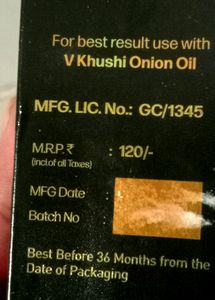 For best result use with
V Khushi Onion Oil
MFG. LIC. No.: GC/1345
M.R.P.₹ : 120/-
(incl.of all Taxes)
MFG Date :
Batch No
Best Before 36 Months from the
Date of Packaging